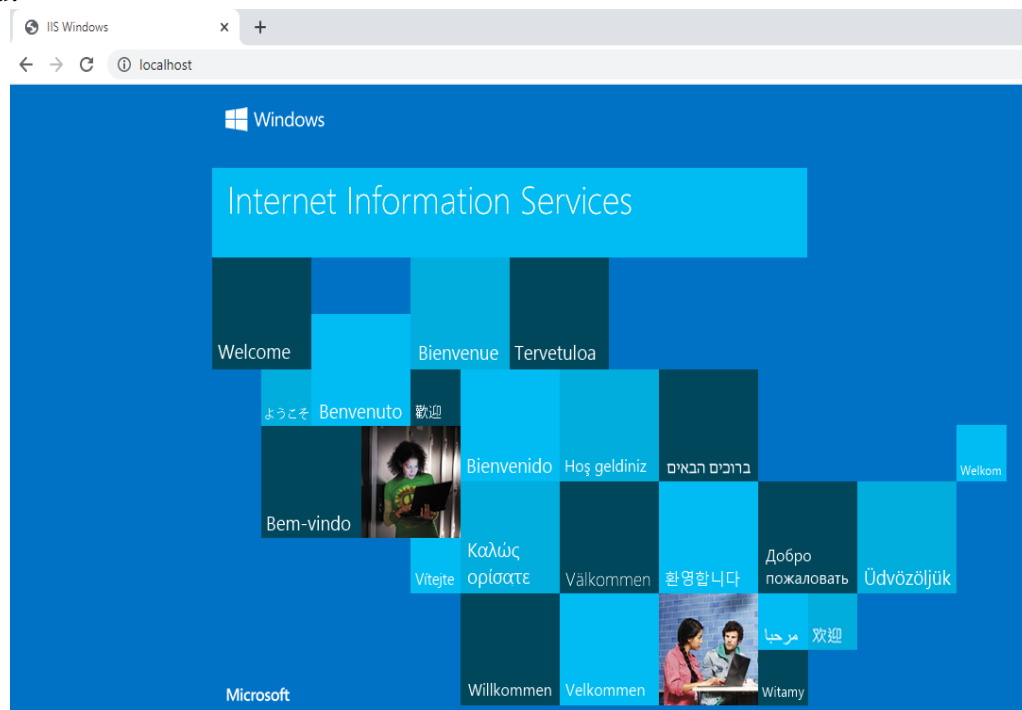 IIS Windows
localhost
Windows
Internet Information Services
Welcome
Bienvenue
Tervetuloa
ようこそ
Benvenuto
歡迎
Bienvenido
Hoş geldiniz
ברוכים הבאים
Welkom
Bem-vindo
Vítejte
Καλώς
ορίσατε
Välkommen
환영합니다
Добро
пожаловать
Üdvözöljük
مرحبا
欢迎
Microsoft
Willkommen
Velkommen
Witamy